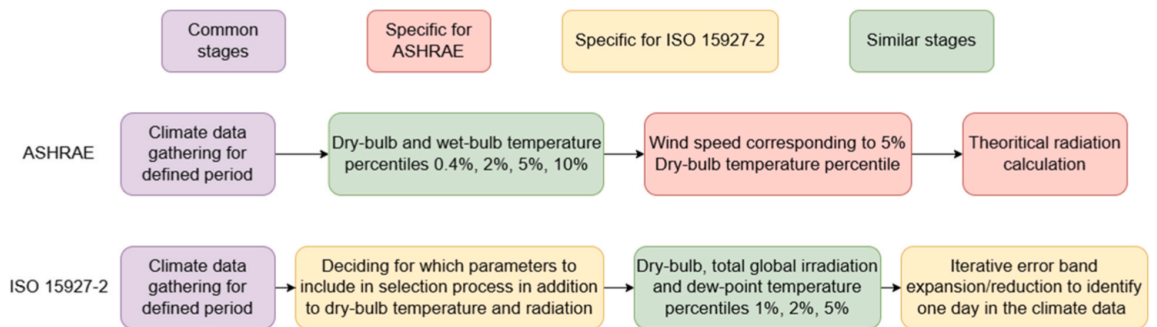 Common
stages
Specific for
ASHRAE
Specific for ISO 15927-2
Similar stages
ASHRAE
Climate data
gathering for
defined period
Dry-bulb and wet-bulb temperature
percentiles 0.4%, 2%, 5%, 10%
Wind speed corresponding to 5%
Dry-bulb temperature percentile
Theoritical radiation
calculation
ISO 15927-2
Climate data
gathering for
defined period
Deciding for which parameters to
include in selection process in addition
to dry-bulb temperature and radiation
Dry-bulb, total global irradiation
and dew-point temperature
percentiles 1%, 2%, 5%
Iterative error band
expansion/reduction to identify
one day in the climate data